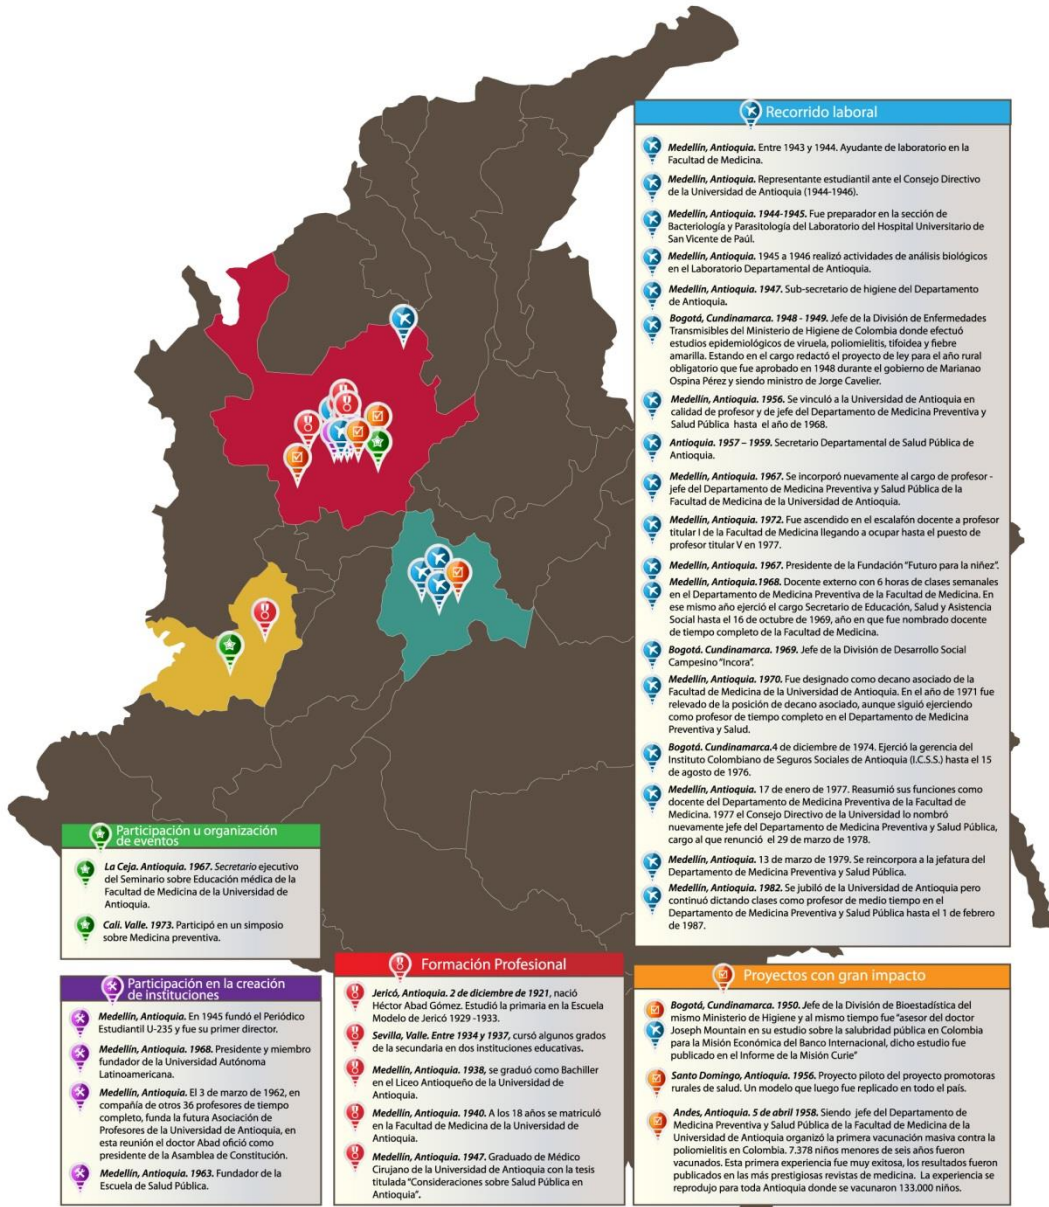 Recorrido laboral
Medellín, Antioquia. Entre 1943 y 1944. Ayudante de laboratorio en la
Facultad de Medicina.
Medellín, Antioquia. Representante estudiantil ante el Consejo Directivo
de la Universidad de Antioquia (1944-1946).
Medellín, Antioquia. 1944-1945. Fue preparador en la sección de
Bacteriología y Parasitología del Laboratorio del Hospital Universitario de
San Vicente de Paúl.
Medellín, Antioquia. 1945 a 1946 realizó actividades de análisis biológicos
en el Laboratorio Departamental de Antioquia.
Medellín, Antioquia. 1947. Sub-secretario de higiene del Departamento
de Antioquia.
Bogotá, Cundinamarca. 1948 - 1949. Jefe de la División de Enfermedades
Transmisibles del Ministerio de Higiene de Colombia donde efectuó
estudios epidemiológicos de viruela, poliomielitis, tifoidea y fiebre
amarilla. Estando en el cargo redactó el proyecto de ley para el año rural
obligatorio que fue aprobado en 1948 durante el gobierno de Marianao
Ospina Pérez y siendo ministro de Jorge Cavelier.
Medellín, Antioquia. 1956. Se vinculó a la Universidad de Antioquia en
calidad de profesor y de jefe del Departamento de Medicina Preventiva y
Salud Pública hasta el año de 1968.
Antioquia. 1957 – 1959. Secretario Departamental de Salud Pública de
Antioquia.
Medellín, Antioquia. 1967. Se incorporó nuevamente al cargo de profesor -
jefe del Departamento de Medicina Preventiva y Salud Pública de la
Facultad de Medicina de la Universidad de Antioquia.
Medellín, Antioquia. 1972. Fue ascendido en el escalafón docente a profesor
titular I de la Facultad de Medicina llegando a ocupar hasta el puesto de
profesor titular V en 1977.
Medellín, Antioquia. 1967. Presidente de la Fundación "Futuro para la niñez".
Medellín, Antioquia.1968. Docente externo con 6 horas de clases semanales
en el Departamento de Medicina Preventiva de la Facultad de Medicina. En
ese mismo año ejerció el cargo Secretario de Educación, Salud y Asistencia
Social hasta el 16 de octubre de 1969, año en que fue nombrado docente
de tiempo completo de la Facultad de Medicina.
Bogotá. Cundinamarca. 1969. Jefe de la División de Desarrollo Social
Campesino "Incora".
Medellín, Antioquia. 1970. Fue designado como decano asociado de la
Facultad de Medicina de la Universidad de Antioquia. En el año de 1971 fue
relevado de la posición de decano asociado, aunque siguió ejerciendo
como profesor de tiempo completo en el Departamento de Medicina
Preventiva y Salud.
Bogotá. Cundinamarca.4 de diciembre de 1974. Ejerció la gerencia del
Instituto Colombiano de Seguros Sociales de Antioquia (I.C.S.S.) hasta el 15
de agosto de 1976.
Medellín, Antioquia. 17 de enero de 1977. Reasumió sus funciones como
docente del Departamento de Medicina Preventiva de la Facultad de
Medicina. 1977 el Consejo Directivo de la Universidad lo nombró
nuevamente jefe del Departamento de Medicina Preventiva y Salud Pública,
cargo al que renunció el 29 de marzo de 1978.
Medellín, Antioquia. 13 de marzo de 1979. Se reincorpora a la jefatura del
Departamento de Medicina Preventiva y Salud Pública.
Medellín, Antioquia. 1982. Se jubiló de la Universidad de Antioquia pero
continuó dictando clases como profesor de medio tiempo en el
Departamento de Medicina Preventiva y Salud Pública hasta el 1 de febrero
de 1987.
Participación u organización
de eventos
La Ceja. Antioquia. 1967. Secretario ejecutivo
del Seminario sobre Educación médica de la
Facultad de Medicina de la Universidad de
Antioquia.
Cali. Valle. 1973. Participó en un simposio
sobre Medicina preventiva.
Participación en la creación
de instituciones
Medellín, Antioquia. En 1945 fundó el Periódico
Estudiantil U-235 y fue su primer director.
Medellín, Antioquia. 1968. Presidente y miembro
fundador de la Universidad Autónoma
Latinoamericana.
Medellín, Antioquia. El 3 de marzo de 1962, en
compañía de otros 36 profesores de tiempo
completo, funda la futura Asociación de
Profesores de la Universidad de Antioquia, en
esta reunión el doctor Abad ofició como
presidente de la Asamblea de Constitución.
Medellín, Antioquia. 1963. Fundador de la
Escuela de Salud Pública.
Formación Profesional
Jericó, Antioquia. 2 de diciembre de 1921, nació
Héctor Abad Gómez. Estudió la primaria en la Escuela
Modelo de Jericó 1929 -1933.
Sevilla, Valle. Entre 1934 y 1937, cursó algunos grados
de la secundaria en dos instituciones educativas.
Medellín, Antioquia. 1938, se graduó como Bachiller
en el Liceo Antioqueño de la Universidad de
Antioquia.
Medellín, Antioquia. 1940. A los 18 años se matriculó
en la Facultad de Medicina de la Universidad de
Antioquia.
Medellín, Antioquia. 1947. Graduado de Médico
Cirujano de la Universidad de Antioquia con la tesis
titulada "Consideraciones sobre Salud Pública en
Antioquia".
Proyectos con gran impacto
Bogotá, Cundinamarca. 1950. Jefe de la División de Bioestadística del
mismo Ministerio de Higiene y al mismo tiempo fue "asesor del doctor
Joseph Mountain en su estudio sobre la salubridad pública en Colombia
para la Misión Económica del Banco Internacional, dicho estudio fue
publicado en el Informe de la Misión Curie"
Santo Domingo, Antioquia. 1956. Proyecto piloto del proyecto promotoras
rurales de salud. Un modelo que luego fue replicado en todo el país.
Andes, Antioquia. 5 de abril 1958. Siendo jefe del Departamento de
Medicina Preventiva y Salud Pública de la Facultad de Medicina de la
Universidad de Antioquia organizó la primera vacunación masiva contra la
poliomielitis en Colombia. 7.378 niños menores de seis años fueron
vacunados. Esta primera experiencia fue muy exitosa, los resultados fueron
publicados en las más prestigiosas revistas de medicina. La experiencia se
reprodujo para toda Antioquia donde se vacunaron 133.000 niños.